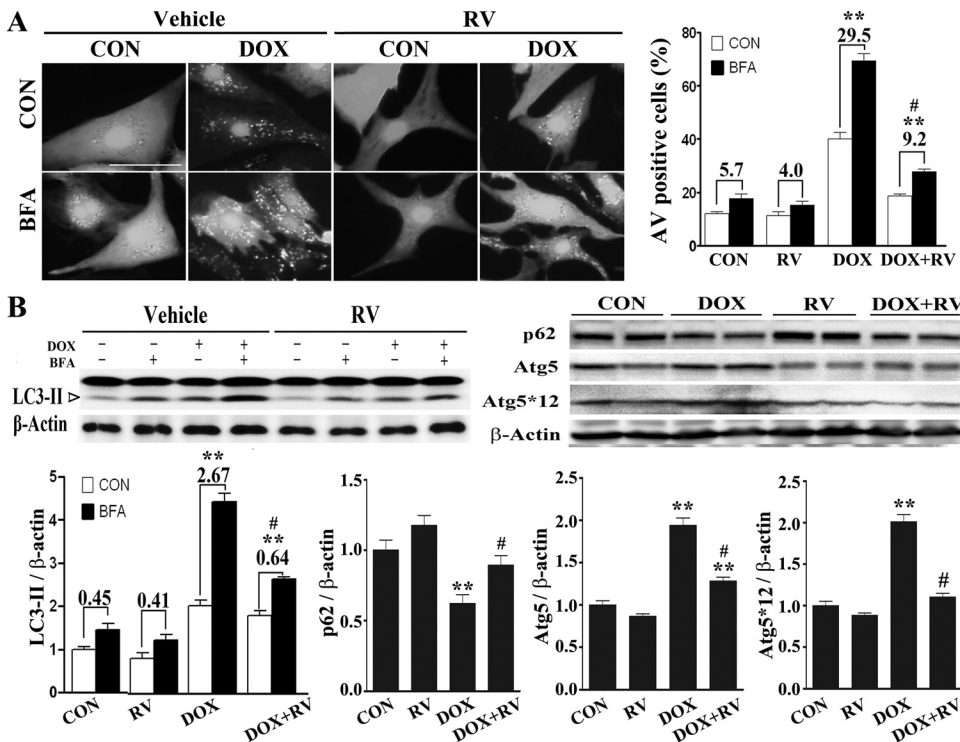 A
Vehicle
RV
CON
DOX
CON
DOX
CON
BFA
AV positive cells (%)
80
60
40
20
0
CON
BFA
5.7
4.0
**
29.5
#
**
9.2
CON
RV
DOX
DOX+RV
B
Vehicle
RV
DOX
- - + + - - + +
BFA
- + - + - + - +
LC3-II
β-Actin
CON
DOX
RV
DOX+RV
p62
Atg5
Atg5*12
β-Actin
LC3-II / β-actin
5
4
3
2
1
0
CON
BFA
0.45
0.41
**
2.67
#
**
0.64
CON
RV
DOX
DOX+RV
p62 / β-actin
1.5
1.0
0.5
0.0
**
#
CON
RV
DOX
DOX+RV
Atg5 / β-actin
2.5
2.0
1.5
1.0
0.5
0.0
**
#
**
CON
RV
DOX
DOX+RV
Atg5*12 / β-actin
2.5
2.0
1.5
1.0
0.5
0.0
**
#
CON
RV
DOX
DOX+RV